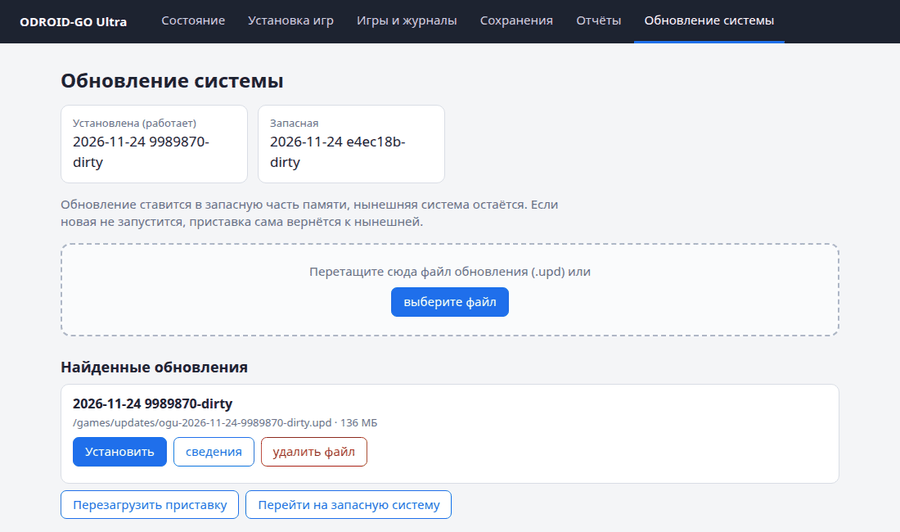 ODROID-GO Ultra Состояние Установка игр Игры и журналы Сохранения Отчёты Обновление системы
Обновление системы
Установлена (работает)
2026-11-24 9989870-
dirty
Запасная
2026-11-24 e4ec18b-
dirty
Обновление ставится в запасную часть памяти, нынешняя система остаётся. Если
новая не запустится, приставка сама вернётся к нынешней.
Перетащите сюда файл обновления (.upd) или
выберите файл
Найденные обновления
2026-11-24 9989870-dirty
/games/updates/ogu-2026-11-24-9989870-dirty.upd · 136 МБ
Установить сведения удалить файл
Перезагрузить приставку Перейти на запасную систему